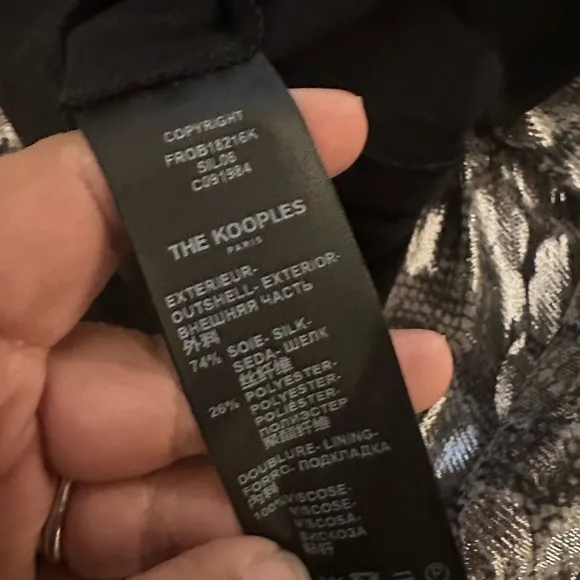 COPYRIGHT
FROB18216K
SIL06
C091984
THE KOOPLES
PARIS
EXTERIEUR-
OUTSHELL- EXTERIOR-
ВНЕШНЯЯ ЧАСТЬ
外料
74% SOIE- SILK-
SEDA- ШЕЛК
丝纤维
26% POLYESTER-
POLYESTER-
POLIÉSTER-
ПОЛИЭСТЕР
聚酯纤维
DOUBLURE- LINING-
FORRO- ПОДКЛАДКА
内料
100% VISCOSE-
VISCOSE-
VISCOSA-
ВИСКОЗА
粘纤